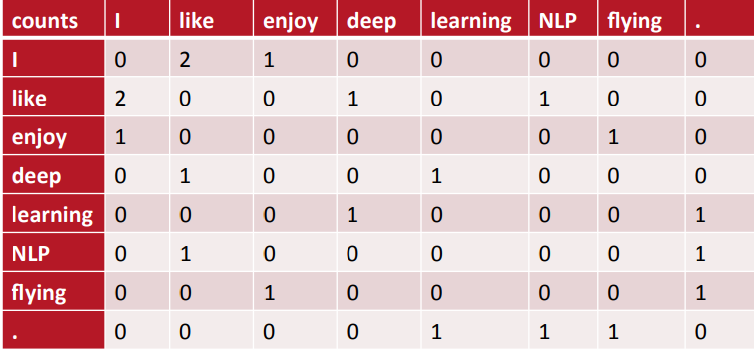 counts I like enjoy deep learning NLP flying .
I 0 2 1 0 0 0 0 0
like 2 0 0 1 0 1 0 0
enjoy 1 0 0 0 0 0 1 0
deep 0 1 0 0 1 0 0 0
learning 0 0 0 1 0 0 0 1
NLP 0 1 0 0 0 0 0 1
flying 0 0 1 0 0 0 0 1
. 0 0 0 0 1 1 1 0